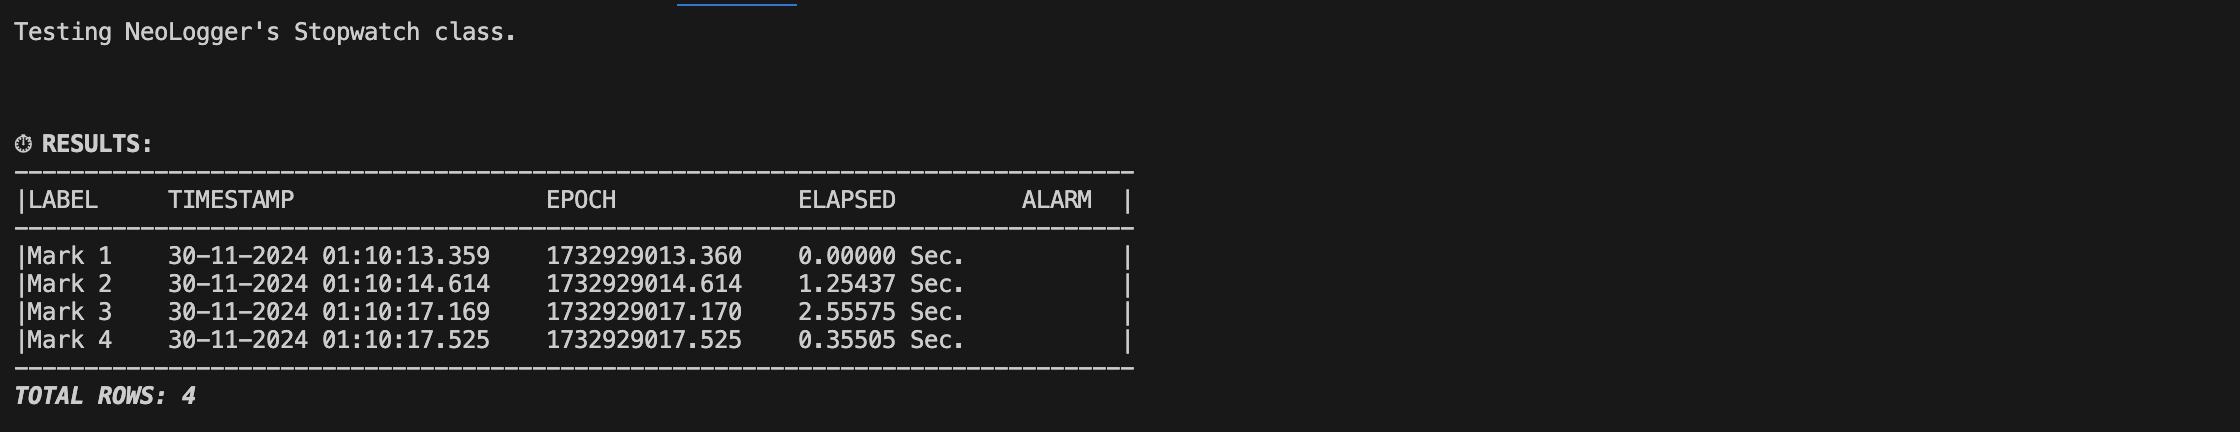 Testing NeoLogger's Stopwatch class.
⏱ RESULTS:
--------------------------------------------------------------------------------
|LABEL     TIMESTAMP                  EPOCH             ELAPSED         ALARM  |
--------------------------------------------------------------------------------
|Mark 1    30-11-2024 01:10:13.359    1732929013.360    0.00000 Sec.           |
|Mark 2    30-11-2024 01:10:14.614    1732929014.614    1.25437 Sec.           |
|Mark 3    30-11-2024 01:10:17.169    1732929017.170    2.55575 Sec.           |
|Mark 4    30-11-2024 01:10:17.525    1732929017.525    0.35505 Sec.           |
--------------------------------------------------------------------------------
TOTAL ROWS: 4